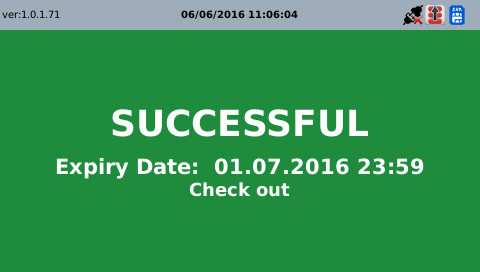 ver:1.0.1.71 06/06/2016 11:06:04
SUCCESSFUL
Expiry Date: 01.07.2016 23:59
Check out